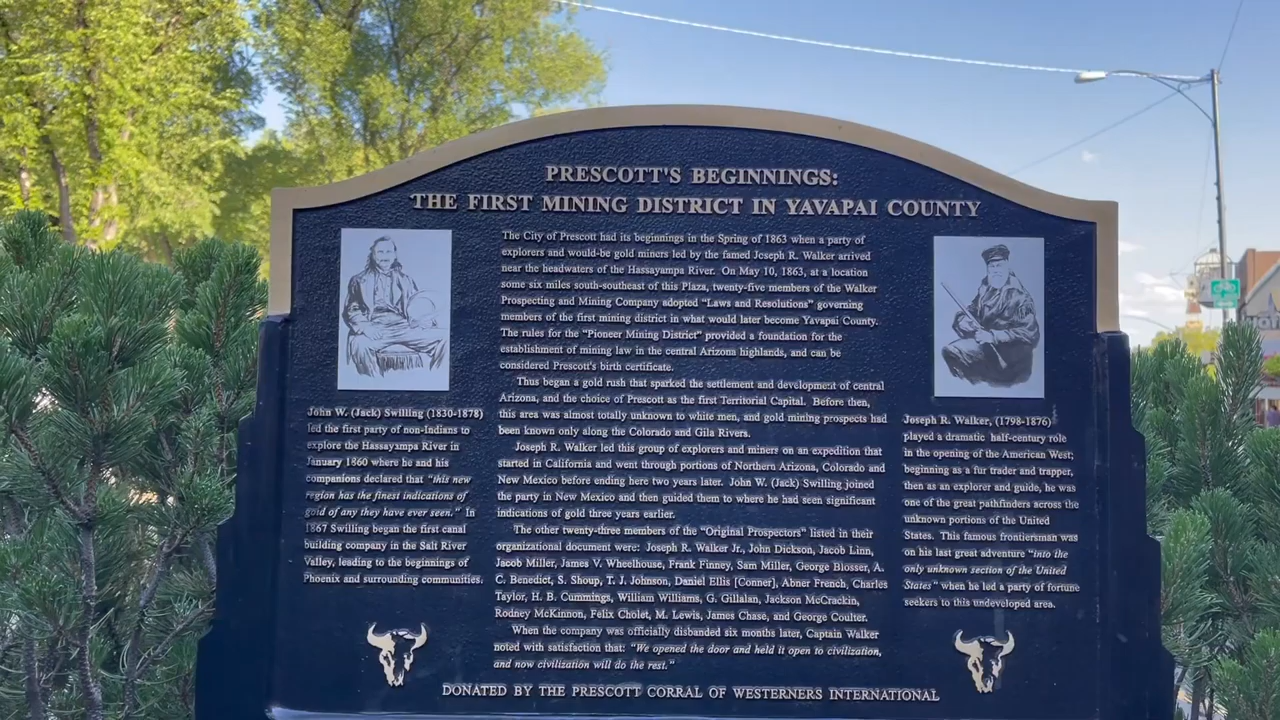 PRESCOTT'S BEGINNINGS:
THE FIRST MINING DISTRICT IN YAVAPAI COUNTY
John W. (Jack) Swilling (1830-1878)
led the first party of non-Indians to
explore the Hassayampa River in
January 1860 where he and his
companions declared that "this new
region has the finest indications of
gold of any they have ever seen." In
1867 Swilling began the first canal
building company in the Salt River
Valley, leading to the beginnings of
Phoenix and surrounding communities.
The City of Prescott had its beginnings in the Spring of 1863 when a party of
explorers and would-be gold miners led by the famed Joseph R. Walker arrived
near the headwaters of the Hassayampa River. On May 10, 1863, at a location
some six miles south-southeast of this Plaza, twenty-five members of the Walker
Prospecting and Mining Company adopted "Laws and Resolutions" governing
members of the first mining district in what would later become Yavapai County.
The rules for the "Pioneer Mining District" provided a foundation for the
establishment of mining law in the central Arizona highlands, and can be
considered Prescott's birth certificate.
Thus began a gold rush that sparked the settlement and development of central
Arizona, and the choice of Prescott as the first Territorial Capital. Before then,
this area was almost totally unknown to white men, and gold mining prospects had
been known only along the Colorado and Gila Rivers.
Joseph R. Walker led this group of explorers and miners on an expedition that
started in California and went through portions of Northern Arizona, Colorado and
New Mexico before ending here two years later. John W. (Jack) Swilling joined
the party in New Mexico and then guided them to where he had seen significant
indications of gold three years earlier.
The other twenty-three members of the "Original Prospectors" listed in their
organizational document were: Joseph R. Walker Jr., John Dickson, Jacob Linn,
Jacob Miller, James V. Wheelhouse, Frank Finney, Sam Miller, George Blosser, A.
C. Benedict, S. Shoup, T. J. Johnson, Daniel Ellis [Conner], Abner French, Charles
Taylor, H. B. Cummings, William Williams, G. Gillalan, Jackson McCrackin,
Rodney McKinnon, Felix Cholet, M. Lewis, James Chase, and George Coulter.
When the company was officially disbanded six months later, Captain Walker
noted with satisfaction that: "We opened the door and held it open to civilization,
and now civilization will do the rest."
Joseph R. Walker, (1798-1876)
played a dramatic half-century role
in the opening of the American West;
beginning as a fur trader and trapper,
then as an explorer and guide, he was
one of the great pathfinders across the
unknown portions of the United
States. This famous frontiersman was
on his last great adventure "into the
only unknown section of the United
States" when he led a party of fortune
seekers to this undeveloped area.
DONATED BY THE PRESCOTT CORRAL OF WESTERNERS INTERNATIONAL